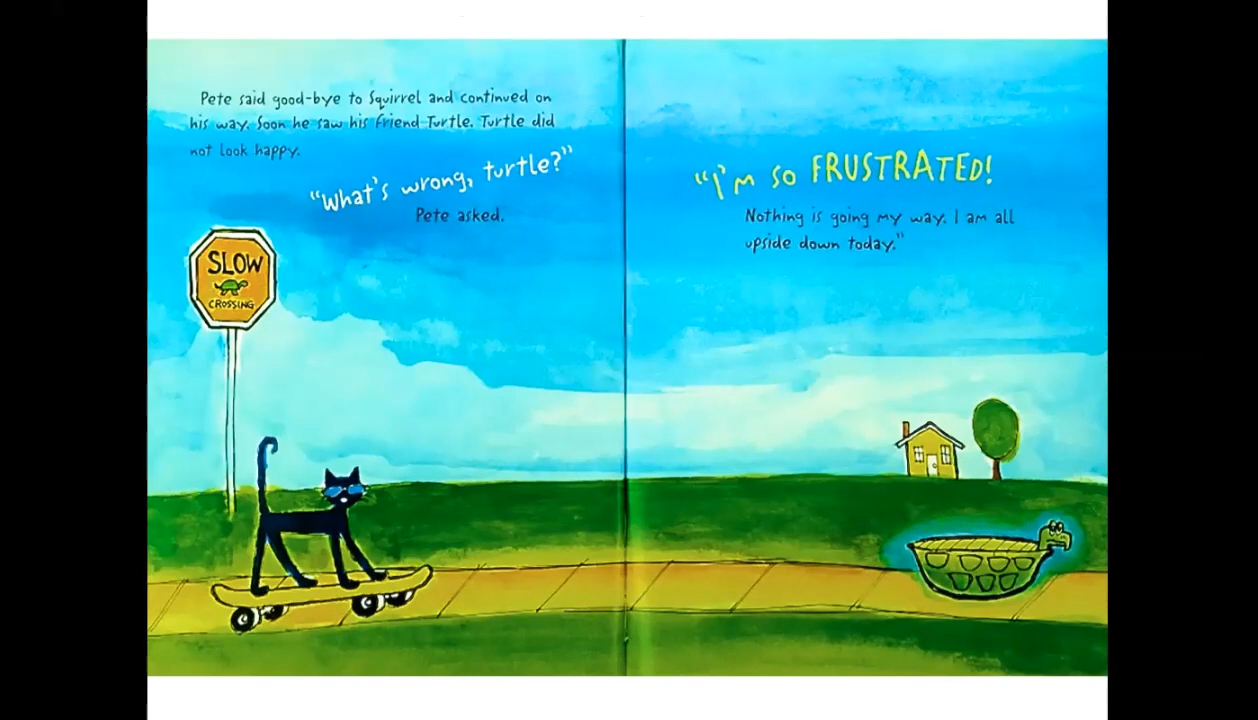 Pete said good-bye to Squirrel and continued on
his way. Soon he saw his friend Turtle. Turtle did
not look happy.
"What's wrong, turtle?"
Pete asked.
SLOW
CROSSING
"I'm so FRUSTRATED!
Nothing is going my way. I am all
upside down today."